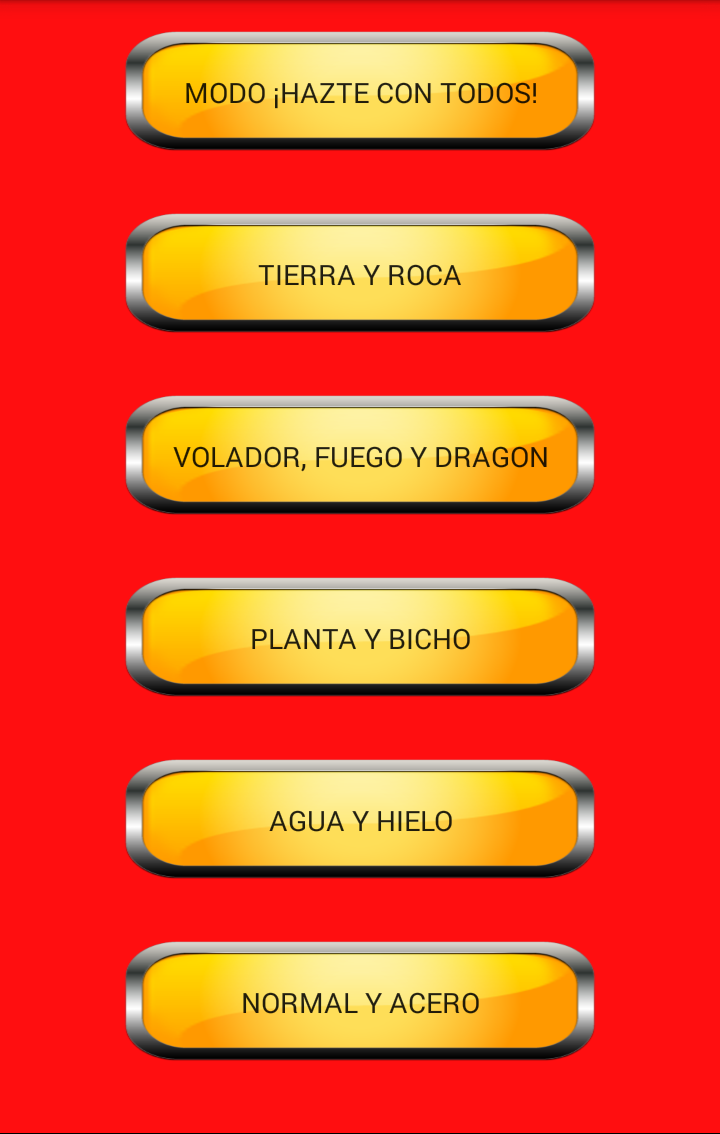 MODO ¡HAZTE CON TODOS!
TIERRA Y ROCA
VOLADOR, FUEGO Y DRAGON
PLANTA Y BICHO
AGUA Y HIELO
NORMAL Y ACERO